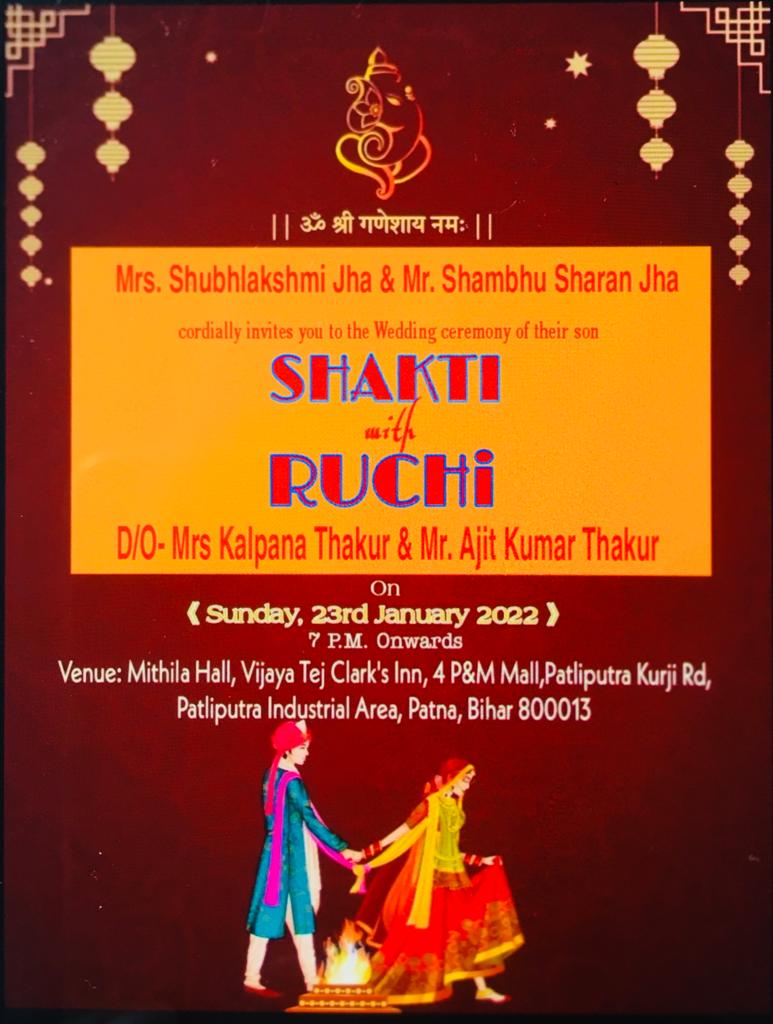 || ॐ श्री गणेशाय नमः ||
Mrs. Shubhlakshmi Jha & Mr. Shambhu Sharan Jha
cordially invites you to the Wedding ceremony of their son
SHAKTI
with
RUCHi
D/O- Mrs Kalpana Thakur & Mr. Ajit Kumar Thakur
On
《 Sunday, 23rd January 2022 》
7 P.M. Onwards
Venue: Mithila Hall, Vijaya Tej Clark's Inn, 4 P&M Mall,Patliputra Kurji Rd,
Patliputra Industrial Area, Patna, Bihar 800013